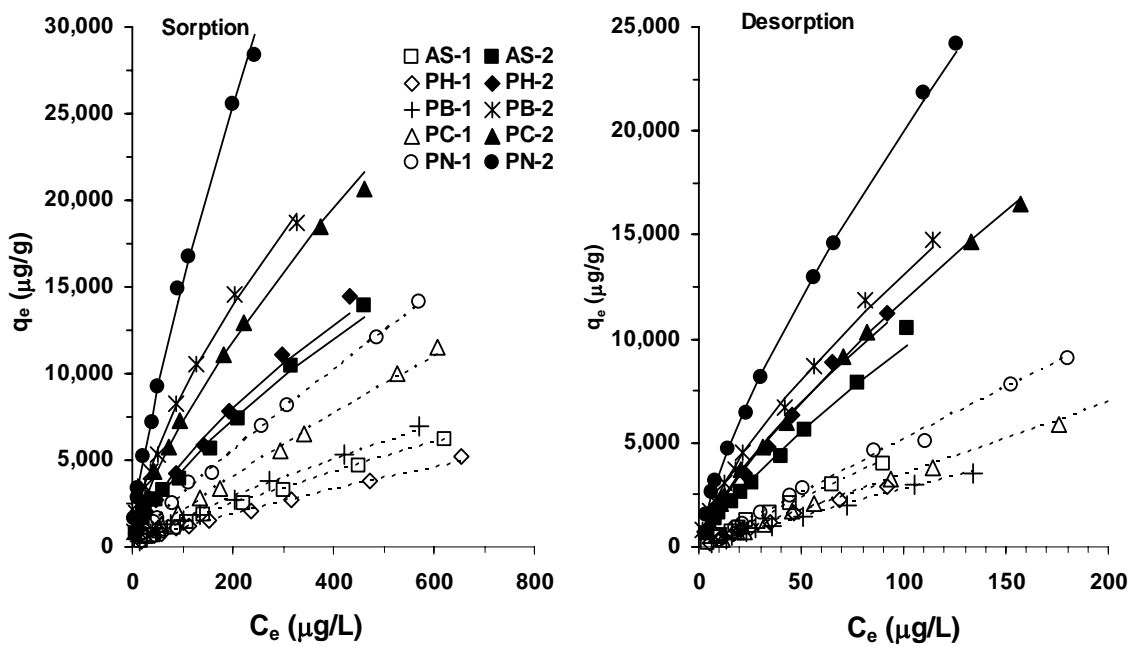 Sorption
30,000
25,000
20,000
15,000
10,000
5,000
0
qe (μg/g)
0 200 400 600 800
Ce (μg/L)
AS-1 AS-2
PH-1 PH-2
PB-1 PB-2
PC-1 PC-2
PN-1 PN-2
Desorption
25,000
20,000
15,000
10,000
5,000
0
qe (μg/g)
0 50 100 150 200
Ce (μg/L)